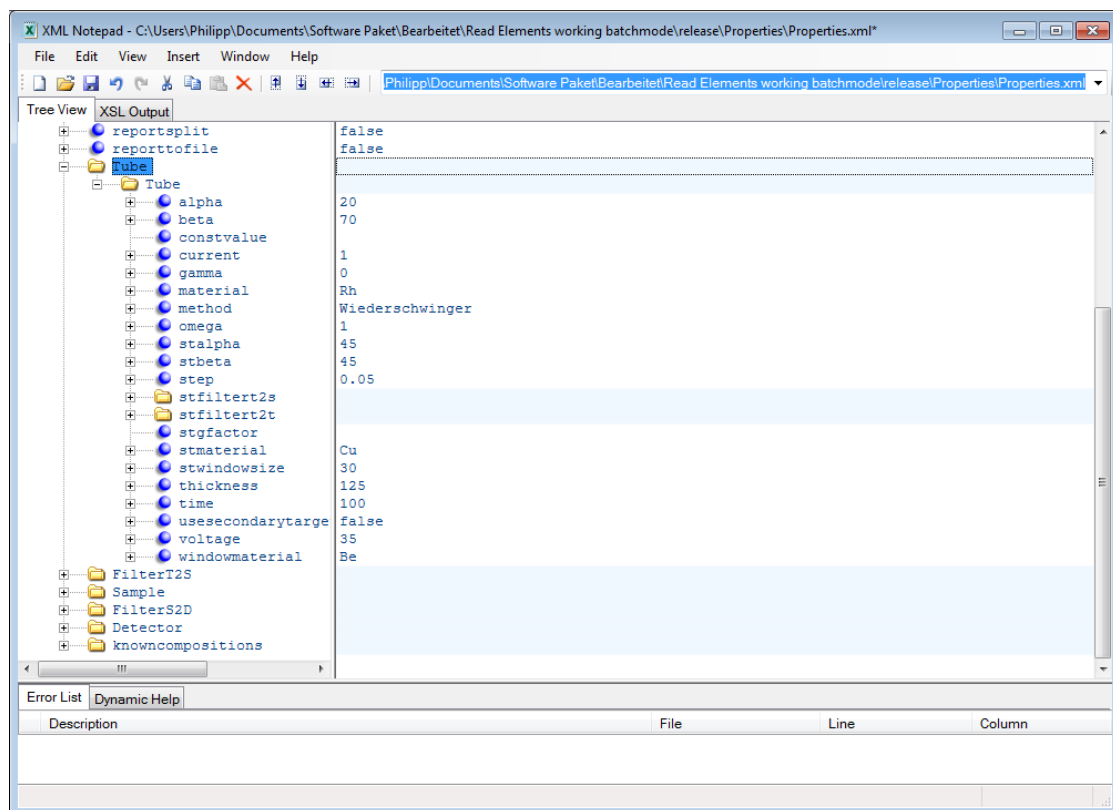 XML Notepad - C:\Users\Philipp\Documents\Software Paket\Bearbeitet\Read Elements working batchmode\release\Properties\Properties.xml*
File Edit View Insert Window Help
Philipp\Documents\Software Paket\Bearbeitet\Read Elements working batchmode\release\Properties\Properties.xml
Tree View XSL Output
reportsplit false
reporttofile false
Tube
Tube
alpha 20
beta 70
constvalue
current 1
gamma 0
material Rh
method Wiederschwinger
omega 1
stalpha 45
stbeta 45
step 0.05
stfiltert2s
stfiltert2t
stgfactor
stmaterial Cu
stwindowsize 30
thickness 125
time 100
usesecondarytarge false
voltage 35
windowmaterial Be
FilterT2S
Sample
FilterS2D
Detector
knowncompositions
Error List Dynamic Help
Description File Line Column